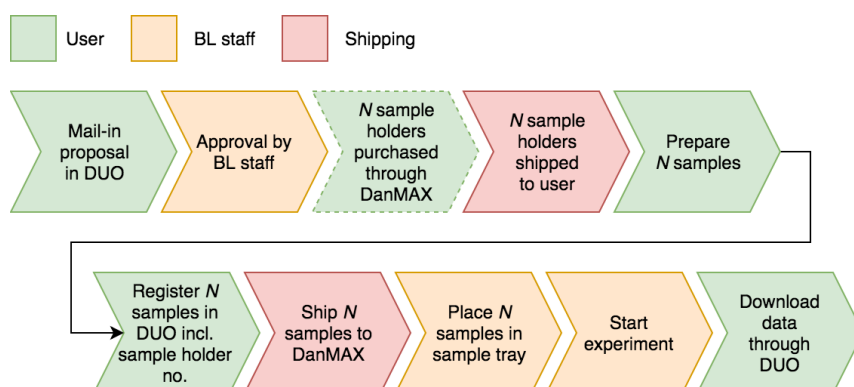 User
BL staff
Shipping
Mail-in
proposal
in DUO
Approval by
BL staff
N sample
holders
purchased
through
DanMAX
N sample
holders
shipped
to user
Prepare
N samples
Register N
samples in
DUO incl.
sample holder
no.
Ship N
samples to
DanMAX
Place N
samples in
sample tray
Start
experiment
Download
data
through
DUO